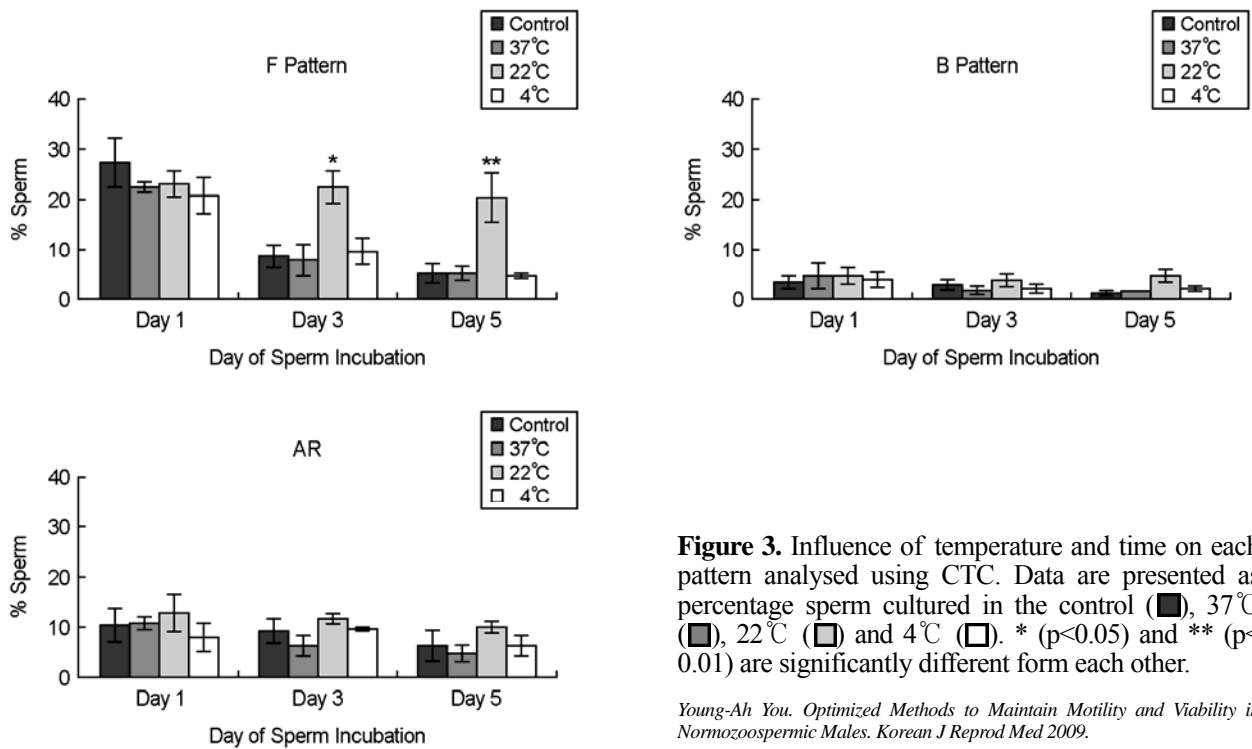 F Pattern
Control
37℃
22℃
4℃
% Sperm
40
30
20
10
0
*
**
Day 1
Day 3
Day 5
Day of Sperm Incubation
B Pattern
Control
37℃
22℃
4℃
% Sperm
40
30
20
10
0
Day 1
Day 3
Day 5
Day of Sperm Incubation
AR
Control
37℃
22℃
4℃
% Sperm
40
30
20
10
0
Day 1
Day 3
Day 5
Day of Sperm Incubation
Figure 3. Influence of temperature and time on each
pattern analysed using CTC. Data are presented as
percentage sperm cultured in the control (■), 37℃
(■), 22℃ (□) and 4℃ (□). * (p<0.05) and ** (p<
0.01) are significantly different form each other.
Young-Ah You. Optimized Methods to Maintain Motility and Viability in
Normozoospermic Males. Korean J Reprod Med 2009.